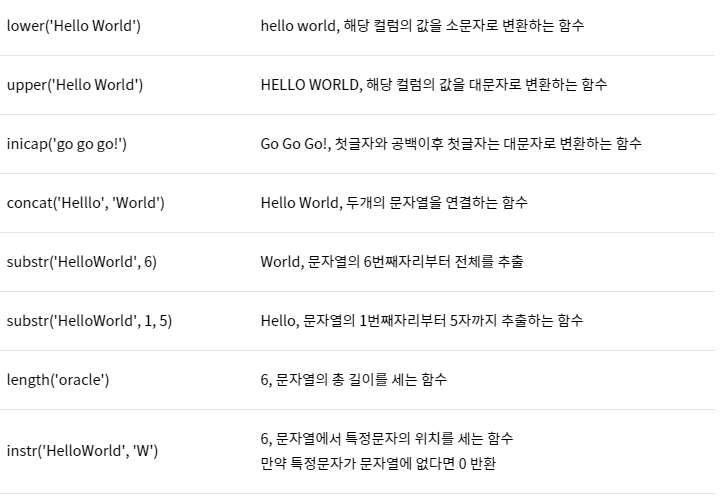 lower('Hello World') hello world, 해당 컬럼의 값을 소문자로 변환하는 함수
upper('Hello World') HELLO WORLD, 해당 컬럼의 값을 대문자로 변환하는 함수
inicap('go go go!') Go Go Go!, 첫글자와 공백이후 첫글자는 대문자로 변환하는 함수
concat('Helllo', 'World') Hello World, 두개의 문자열을 연결하는 함수
substr('HelloWorld', 6) World, 문자열의 6번째자리부터 전체를 추출
substr('HelloWorld', 1, 5) Hello, 문자열의 1번째자리부터 5자까지 추출하는 함수
length('oracle') 6, 문자열의 총 길이를 세는 함수
instr('HelloWorld', 'W') 6, 문자열에서 특정문자의 위치를 세는 함수
만약 특정문자가 문자열에 없다면 0 반환